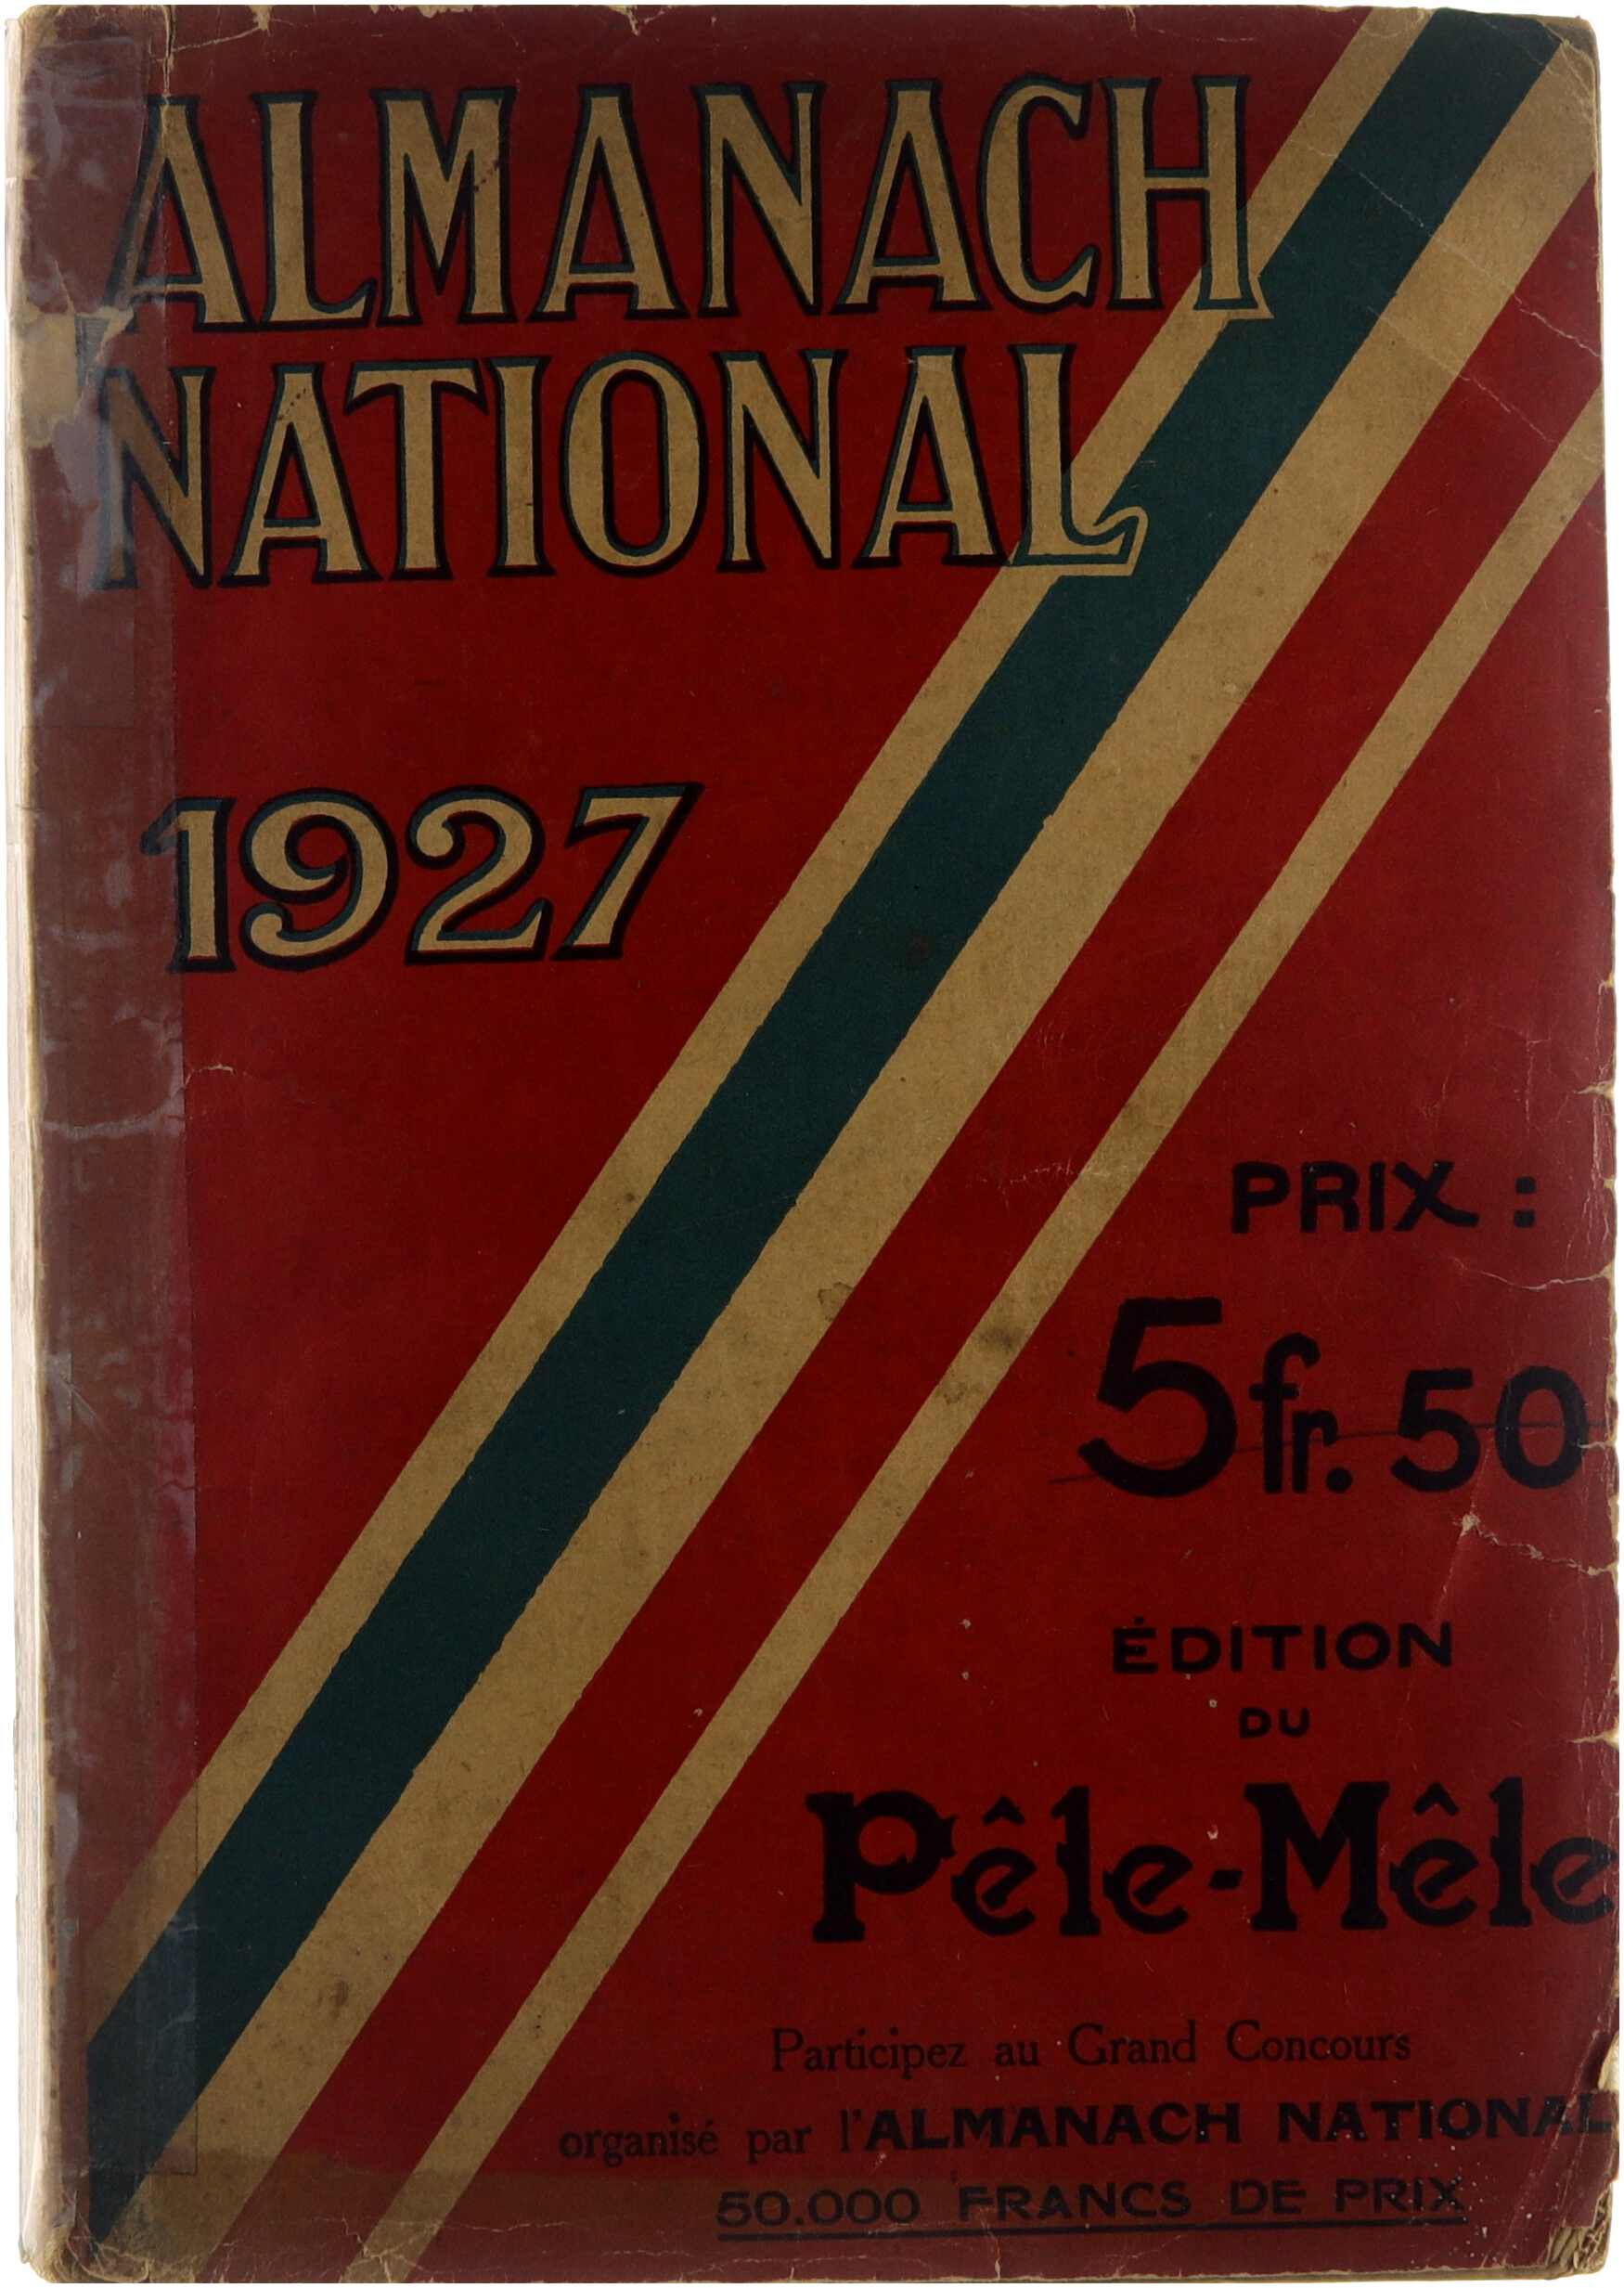 ALMANACH
NATIONAL
1927
PRIX :
5 fr. 50
ÉDITION
DU
Pêle-Mêle
Participez au Grand Concours
organisé par l'ALMANACH NATIONAL
50.000 FRANCS DE PRIX